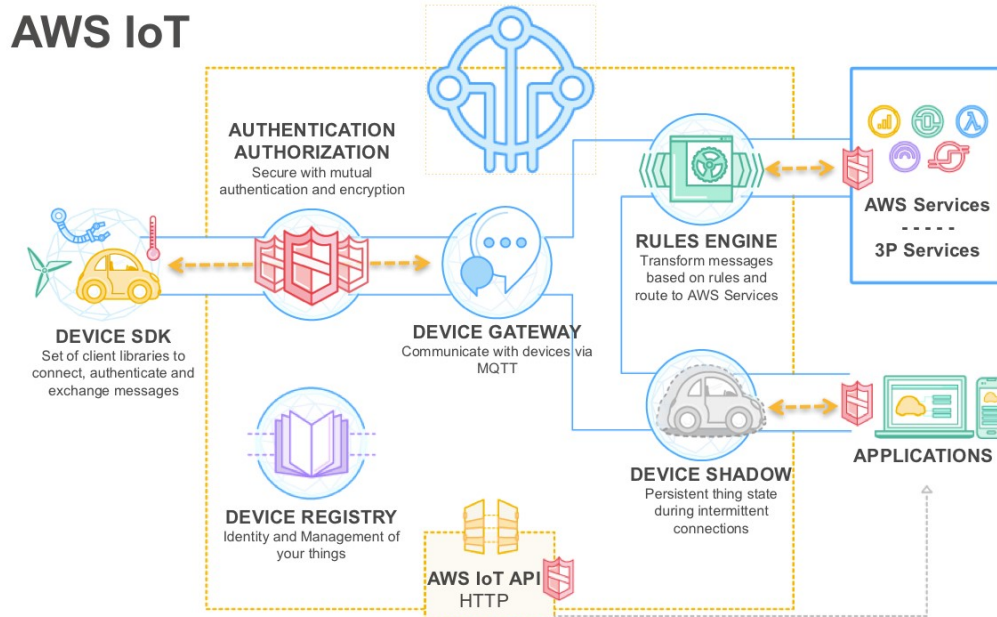 AWS IoT
AUTHENTICATION
AUTHORIZATION
Secure with mutual
authentication and encryption
DEVICE SDK
Set of client libraries to
connect, authenticate and
exchange messages
DEVICE GATEWAY
Communicate with devices via
MQTT
RULES ENGINE
Transform messages
based on rules and
route to AWS Services
AWS Services
- - - - -
3P Services
DEVICE SHADOW
Persistent thing state
during intermittent
connections
APPLICATIONS
DEVICE REGISTRY
Identity and Management of
your things
AWS IoT API
HTTP